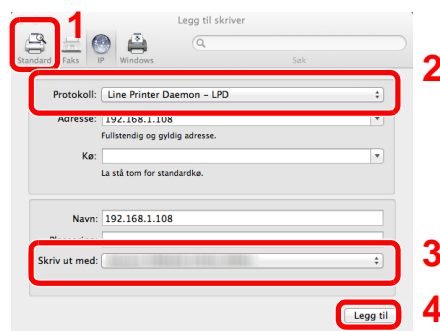 Legg til skriver
1
Standard Faks IP Windows Søk
2
Protokoll: Line Printer Daemon – LPD
Adresse: 192.168.1.108
Fullstendig og gyldig adresse.
Kø:
La stå tom for standardkø.
Navn: 192.168.1.108
Skriv ut med:
3
Legg til
4